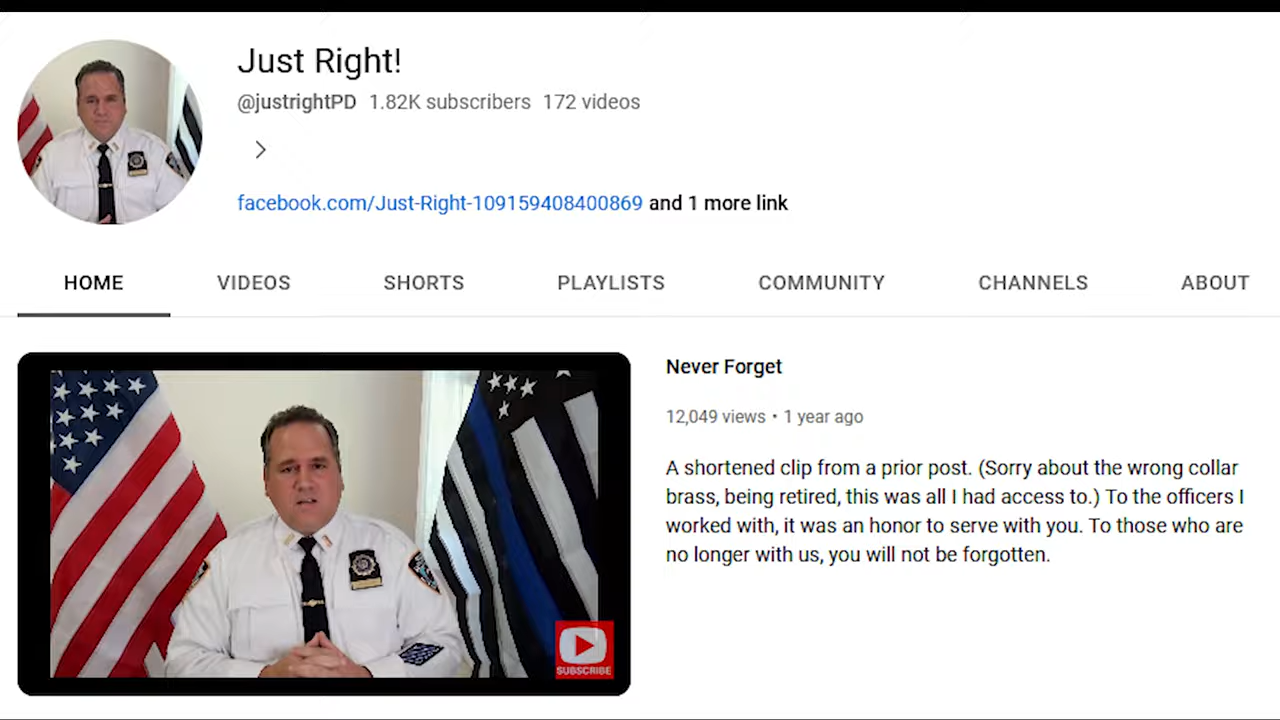 Just Right!
@justrightPD 1.82K subscribers 172 videos
facebook.com/Just-Right-109159408400869 and 1 more link
HOME VIDEOS SHORTS PLAYLISTS COMMUNITY CHANNELS ABOUT
Never Forget
12,049 views • 1 year ago
A shortened clip from a prior post. (Sorry about the wrong collar
brass, being retired, this was all I had access to.) To the officers I
worked with, it was an honor to serve with you. To those who are
no longer with us, you will not be forgotten.
SUBSCRIBE